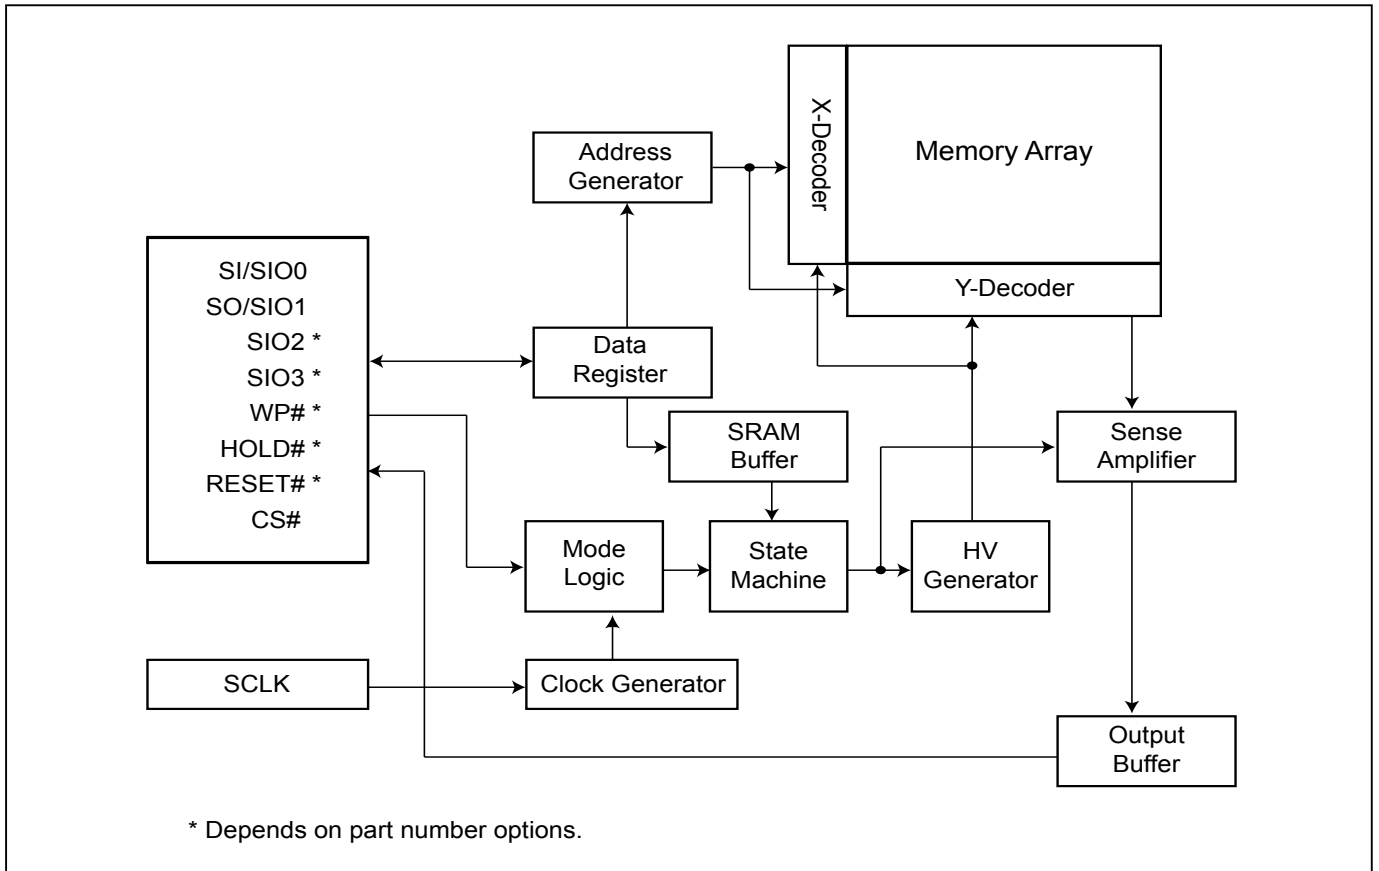 X-Decoder
Memory Array
Address
Generator
Y-Decoder
SI/SIO0
SO/SIO1
SIO2 *
SIO3 *
WP# *
HOLD# *
RESET# *
CS#
Data
Register
SRAM
Buffer
Sense
Amplifier
Mode
Logic
State
Machine
HV
Generator
SCLK
Clock Generator
Output
Buffer
* Depends on part number options.